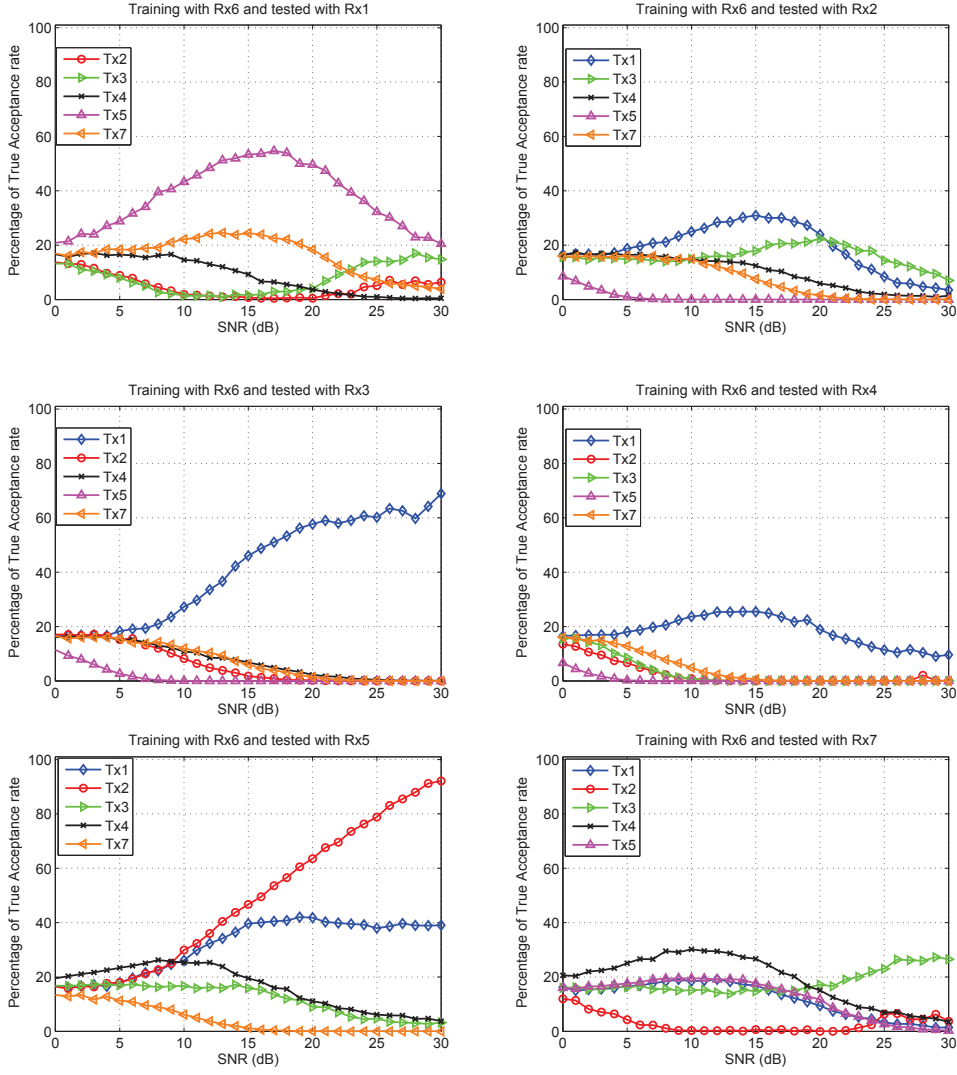 Training with Rx6 and tested with Rx1
Percentage of True Acceptance rate
100
80
60
40
20
0
Tx2
Tx3
Tx4
Tx5
Tx7
0 5 10 15 20 25 30
SNR (dB)
Training with Rx6 and tested with Rx2
Percentage of True Acceptance rate
100
80
60
40
20
0
Tx1
Tx3
Tx4
Tx5
Tx7
0 5 10 15 20 25 30
SNR (dB)
Training with Rx6 and tested with Rx3
Percentage of True Acceptance rate
100
80
60
40
20
0
Tx1
Tx2
Tx4
Tx5
Tx7
0 5 10 15 20 25 30
SNR (dB)
Training with Rx6 and tested with Rx4
Percentage of True Acceptance rate
100
80
60
40
20
0
Tx1
Tx2
Tx3
Tx5
Tx7
0 5 10 15 20 25 30
SNR (dB)
Training with Rx6 and tested with Rx5
Percentage of True Acceptance rate
100
80
60
40
20
0
Tx1
Tx2
Tx3
Tx4
Tx7
0 5 10 15 20 25 30
SNR (dB)
Training with Rx6 and tested with Rx7
Percentage of True Acceptance rate
100
80
60
40
20
0
Tx1
Tx2
Tx3
Tx4
Tx5
0 5 10 15 20 25 30
SNR (dB)